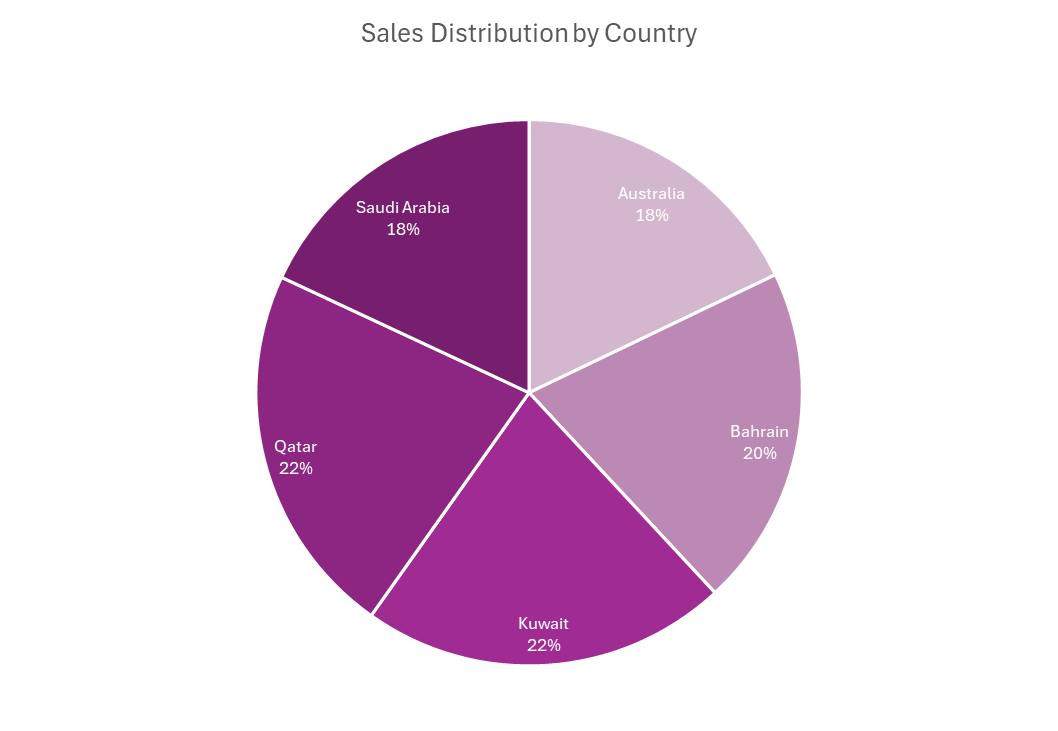 Sales Distribution by Country
Australia
18%
Saudi Arabia
18%
Bahrain
20%
Qatar
22%
Kuwait
22%